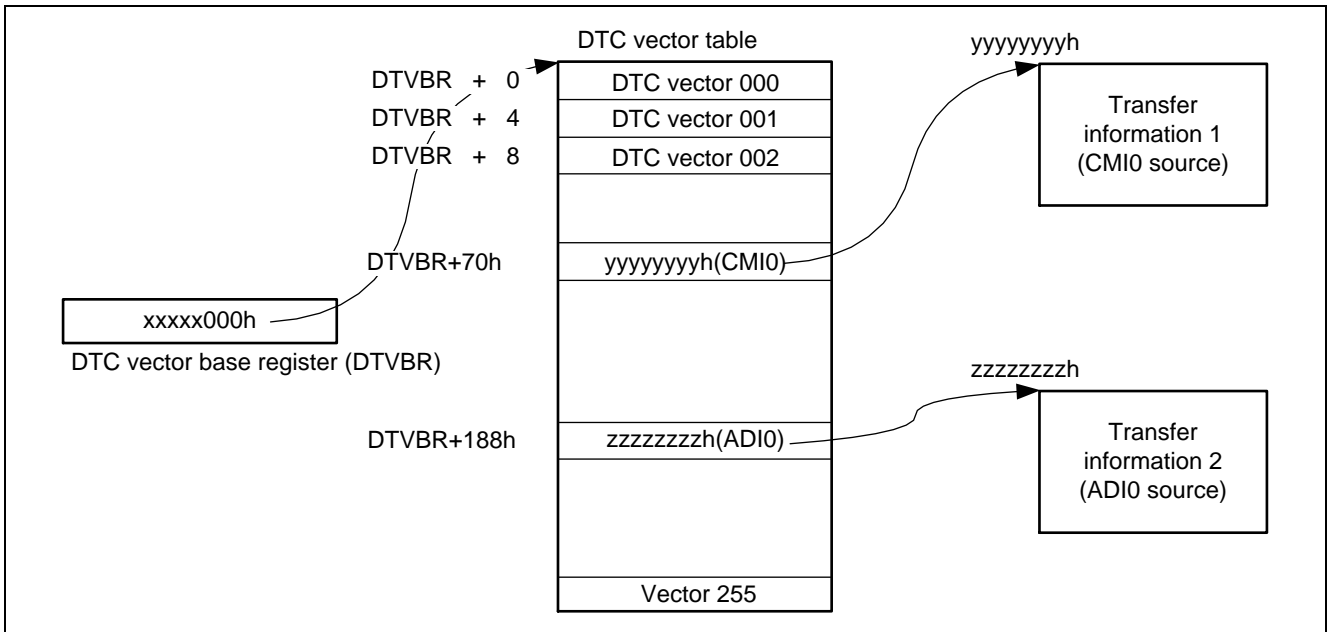 DTC vector table
yyyyyyyyh
DTVBR + 0
DTC vector 000
DTVBR + 4
DTC vector 001
DTVBR + 8
DTC vector 002
Transfer
information 1
(CMI0 source)
DTVBR+70h
yyyyyyyyh(CMI0)
xxxxx000h
DTC vector base register (DTVBR)
zzzzzzzzh
DTVBR+188h
zzzzzzzzh(ADI0)
Transfer
information 2
(ADI0 source)
Vector 255